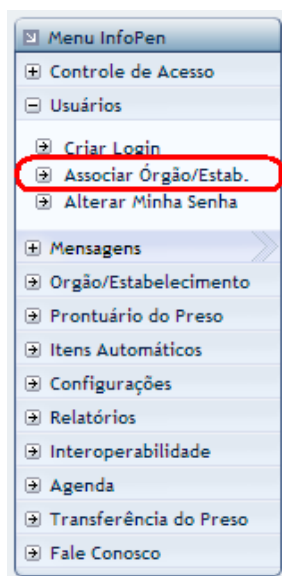 Menu InfoPen
Controle de Acesso
Usuários
Criar Login
Associar Órgão/Estab.
Alterar Minha Senha
Mensagens
Orgão/Estabelecimento
Prontuário do Preso
Itens Automáticos
Configurações
Relatórios
Interoperabilidade
Agenda
Transferência do Preso
Fale Conosco